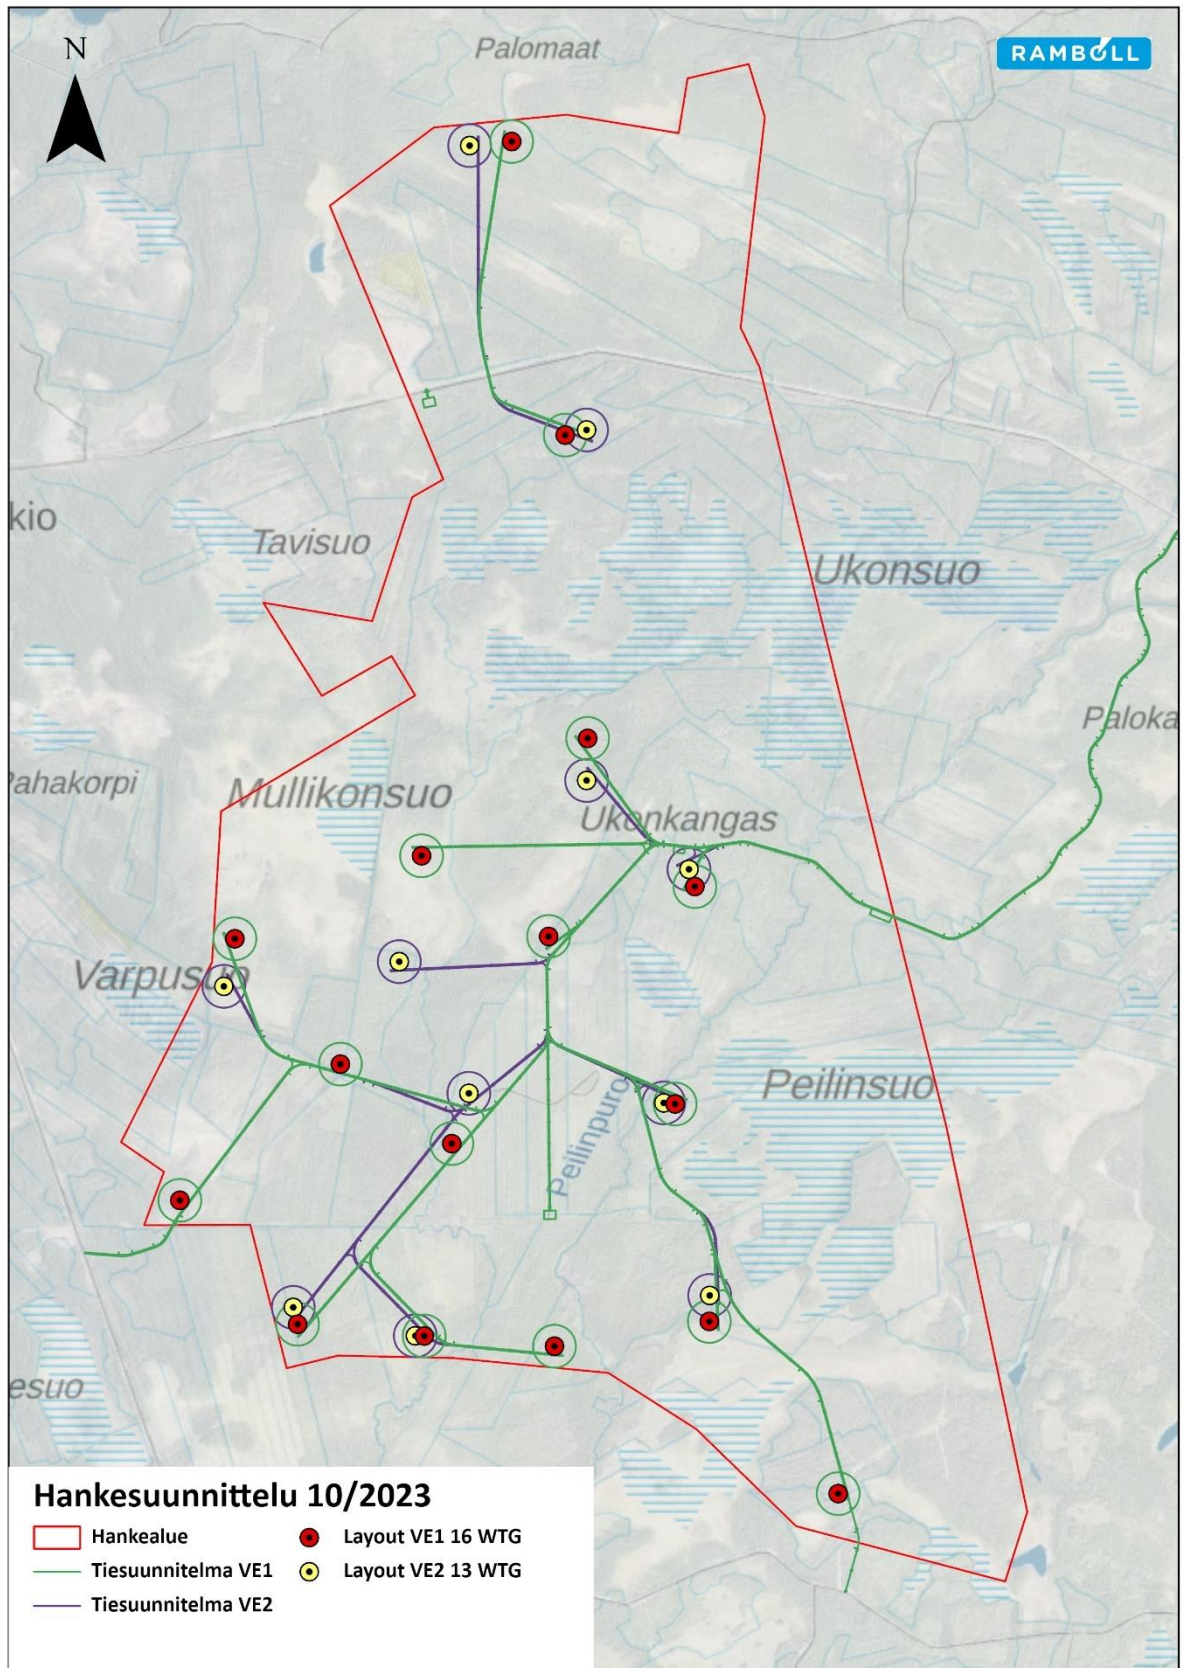 Palomaat
N
RAMBOLL
kio
Tavisuo
Ukonsuo
Paloka
Pahakorpi
Mullikonsuo
Ukonkangas
Varpusuo
Peilinsuo
Peilinpuro
esuo
Hankesuunnittelu 10/2023
Hankealue
Layout VE1 16 WTG
Tiesuunnitelma VE1
Layout VE2 13 WTG
Tiesuunnitelma VE2